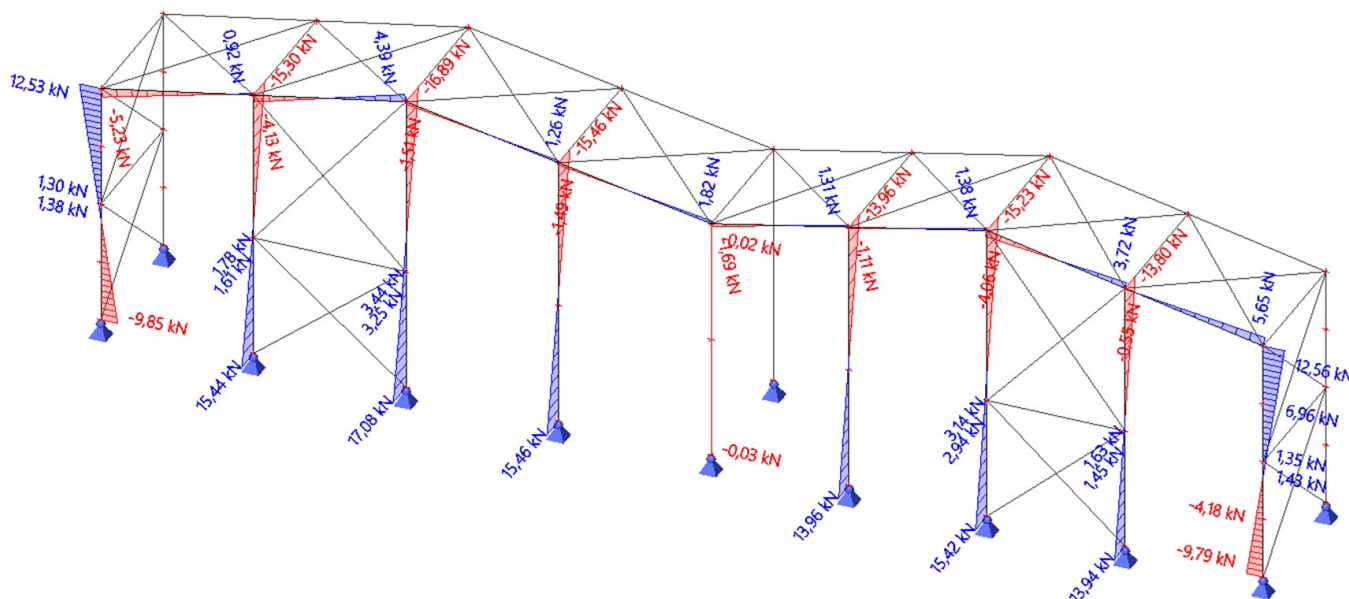 12,53 kN
0,92 kN
-15,30 kN
4,39 kN
-16,89 kN
-5,23 kN
-4,13 kN
1,51 kN
1,26 kN
-15,46 kN
1,49 kN
1,82 kN
1,31 kN
-13,96 kN
1,38 kN
-15,23 kN
1,30 kN
1,38 kN
-0,02 kN
1,69 kN
-1,11 kN
-4,06 kN
3,72 kN
-13,80 kN
-0,55 kN
5,65 kN
1,78 kN
1,61 kN
3,44 kN
3,25 kN
12,56 kN
6,96 kN
-9,85 kN
15,44 kN
17,08 kN
15,46 kN
-0,03 kN
3,14 kN
2,94 kN
1,63 kN
1,45 kN
1,35 kN
1,43 kN
-4,18 kN
-9,79 kN
13,96 kN
15,42 kN
13,94 kN